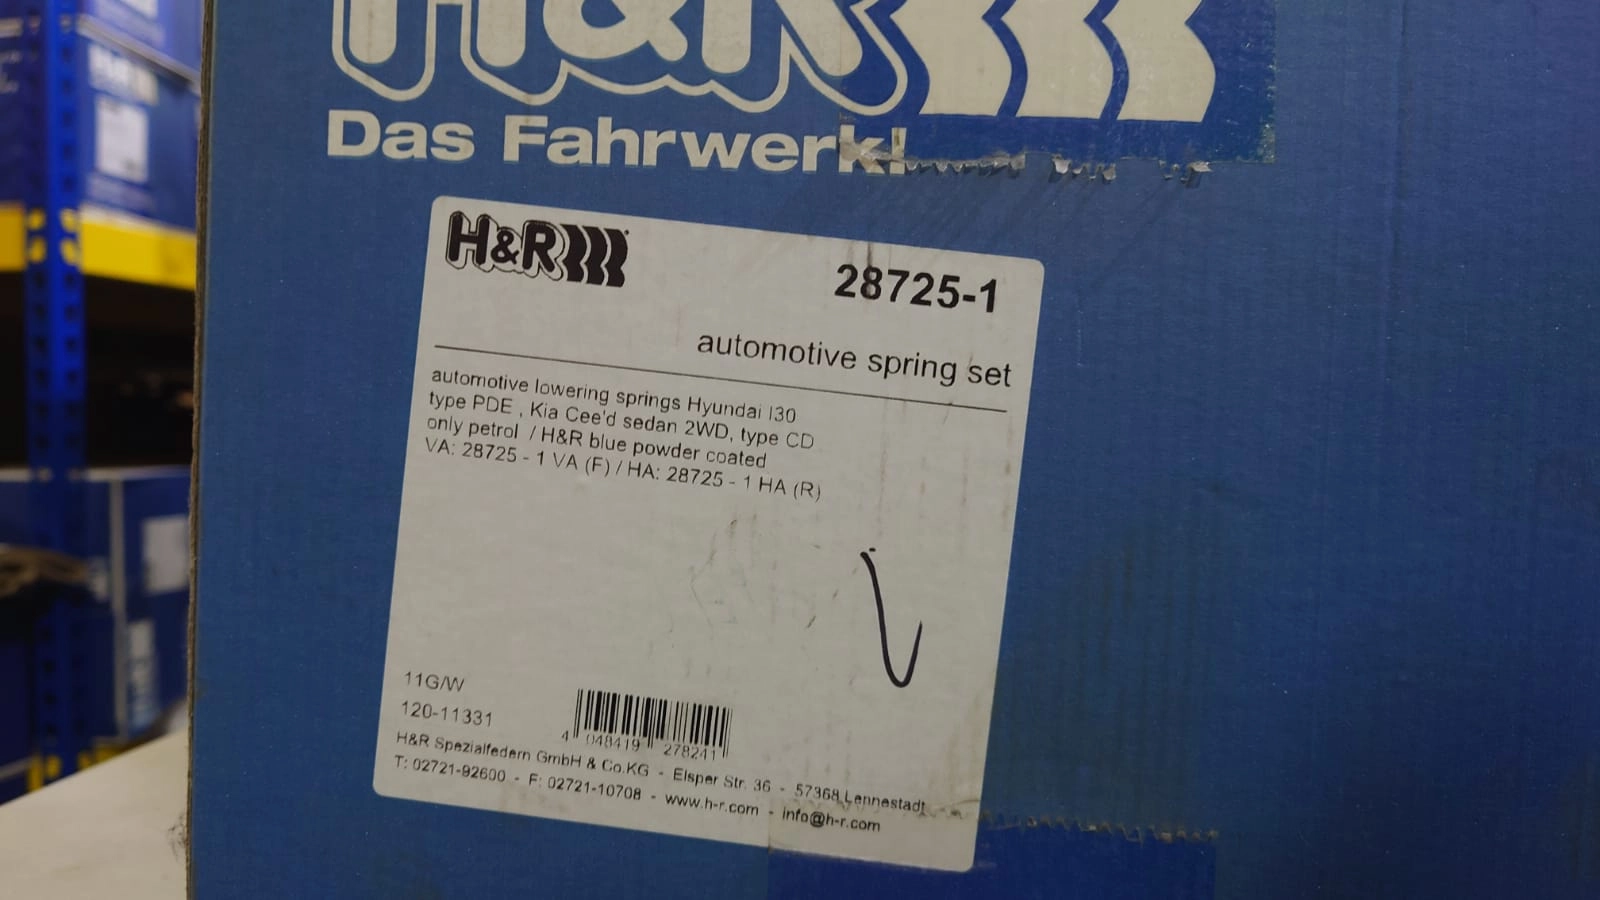 H&R
Das Fahrwerk!
H&R
28725-1
automotive spring set
automotive lowering springs Hyundai I30
type PDE , Kia Cee'd sedan 2WD, type CD
only petrol / H&R blue powder coated
VA: 28725 - 1 VA (F) / HA: 28725 - 1 HA (R)
11G/W
120-11331
4 048419 278241
H&R Spezialfedern GmbH & Co.KG - Elsper Str. 36 - 57368 Lennestadt
T: 02721-92600 - F: 02721-10708 - www.h-r.com - info@h-r.com